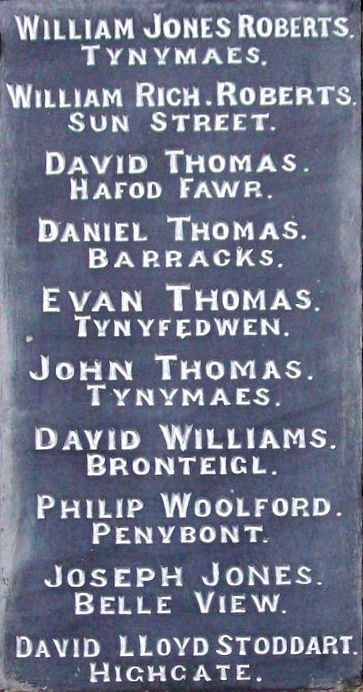 WILLIAM JONES ROBERTS.
TYNYMAES.
WILLIAM RICH. ROBERTS.
SUN STREET.
DAVID THOMAS.
HAFOD FAWR.
DANIEL THOMAS.
BARRACKS.
EVAN THOMAS.
TYNYFEDWEN.
JOHN THOMAS.
TYNYMAES.
DAVID WILLIAMS.
BRONTEIGL.
PHILIP WOOLFORD.
PENYBONT.
JOSEPH JONES.
BELLE VIEW.
DAVID LLOYD STODDART.
HIGHGATE.